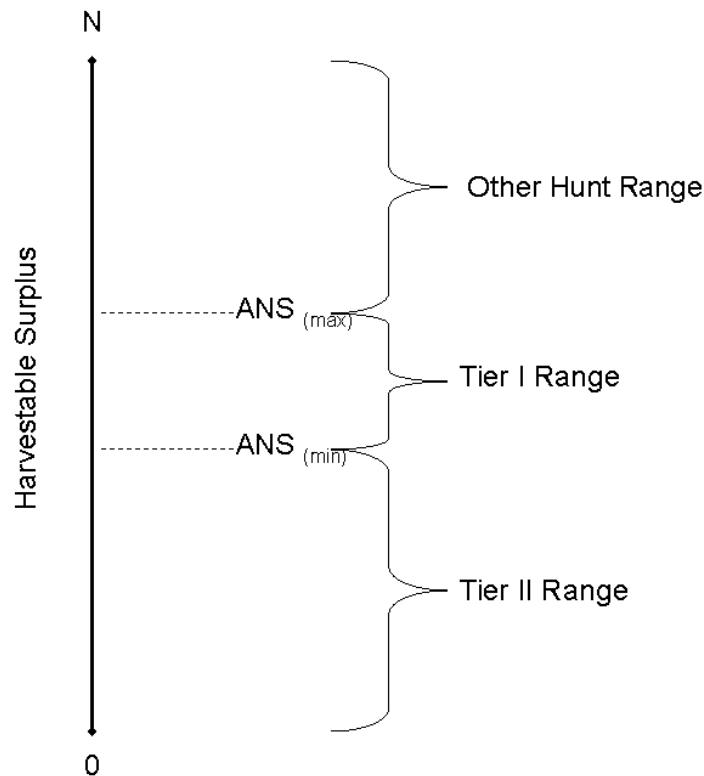 N
Other Hunt Range
Harvestable Surplus
ANS (max)
Tier I Range
ANS (min)
Tier II Range
0